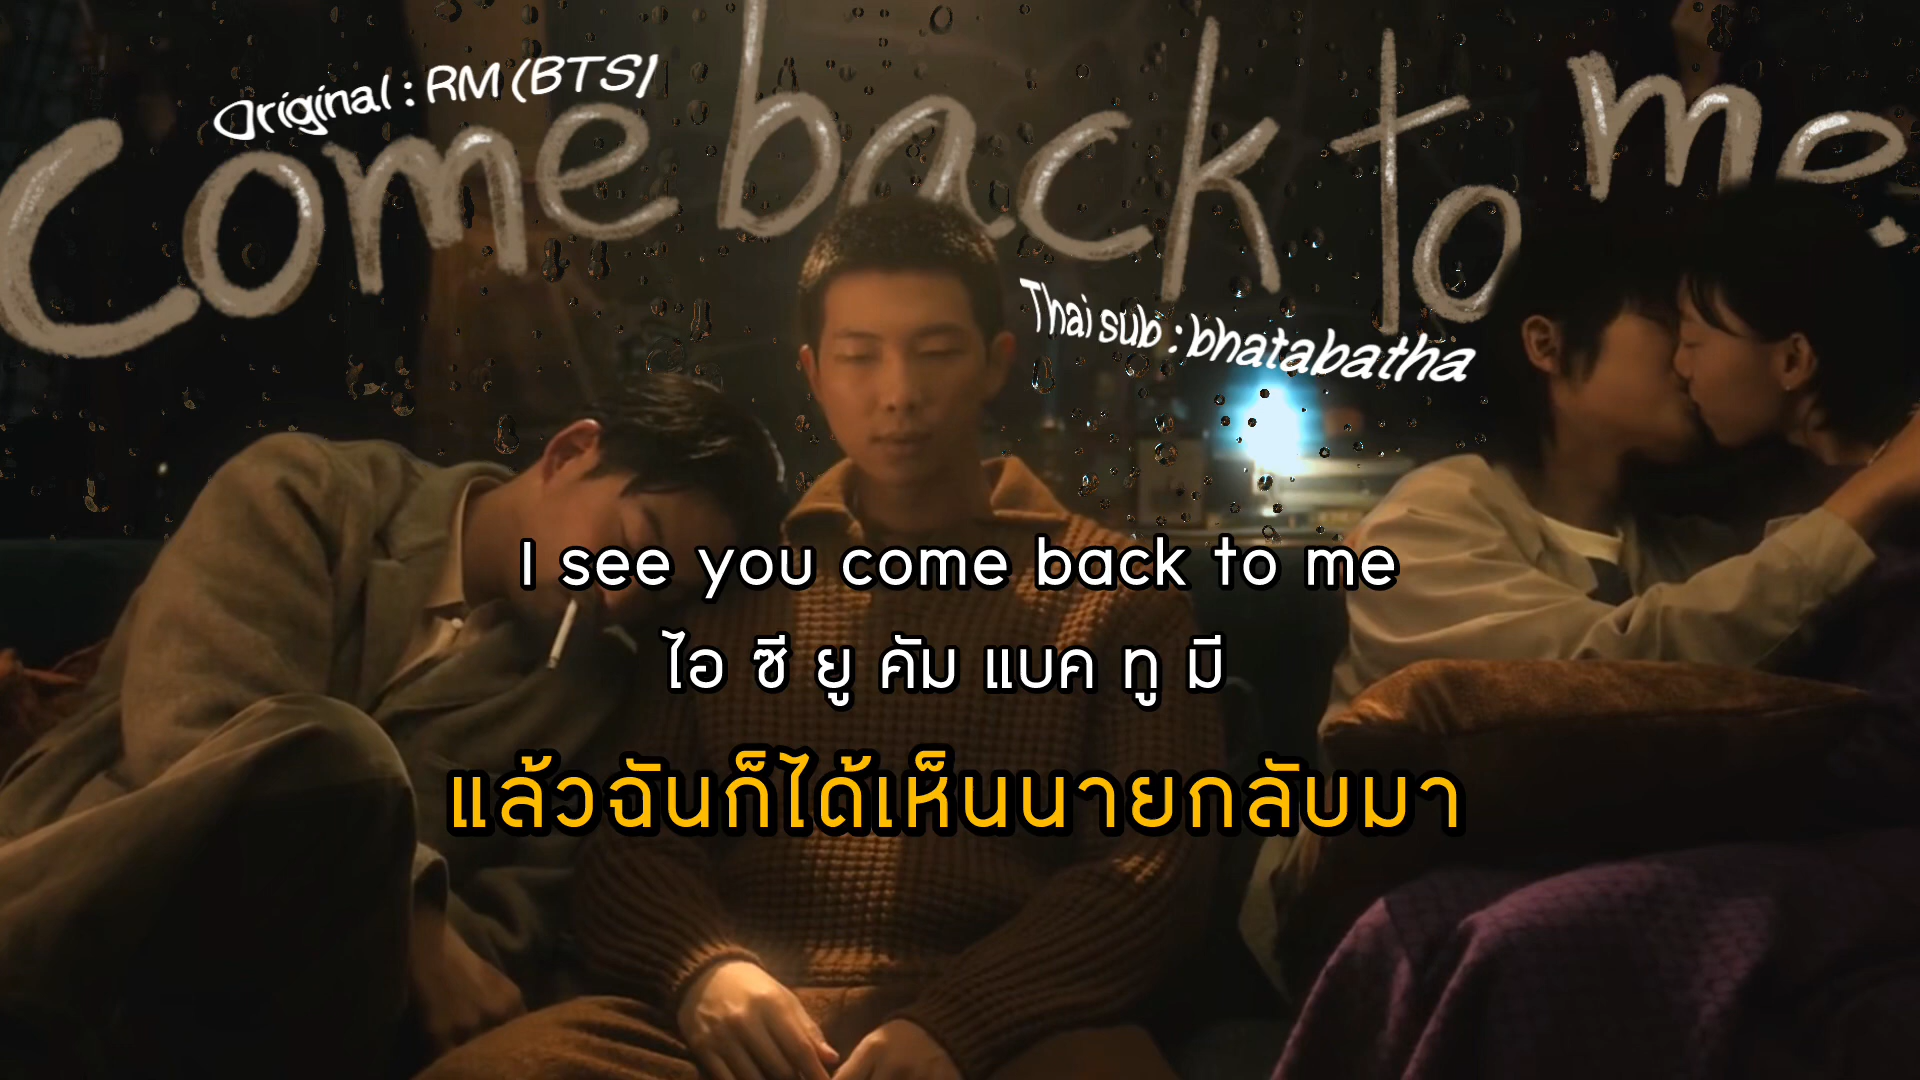 Original : RM (BTS)
Come back to me.
Thai sub : bhatabatha
I see you come back to me
ไอ ซี ยู คัม แบค ทู มี
แล้วฉันก็ได้เห็นนายกลับมา